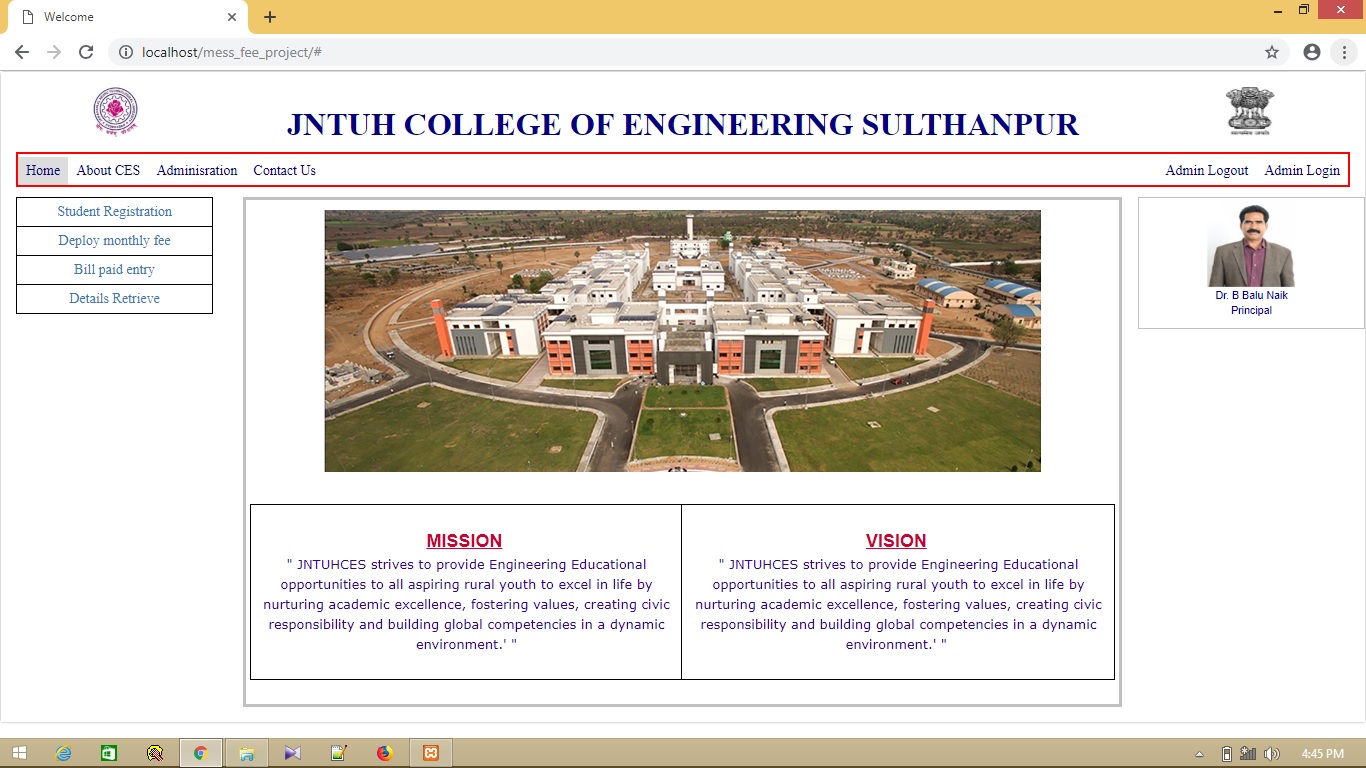 Welcome
localhost/mess_fee_project/#
JNTUH COLLEGE OF ENGINEERING SULTHANPUR
Home About CES Adminisration Contact Us Admin Logout Admin Login
Student Registration
Deploy monthly fee
Bill paid entry
Details Retrieve
Dr. B Balu Naik
Principal
MISSION
" JNTUHCES strives to provide Engineering Educational
opportunities to all aspiring rural youth to excel in life by
nurturing academic excellence, fostering values, creating civic
responsibility and building global competencies in a dynamic
environment.' "
VISION
" JNTUHCES strives to provide Engineering Educational
opportunities to all aspiring rural youth to excel in life by
nurturing academic excellence, fostering values, creating civic
responsibility and building global competencies in a dynamic
environment.' "
4:45 PM